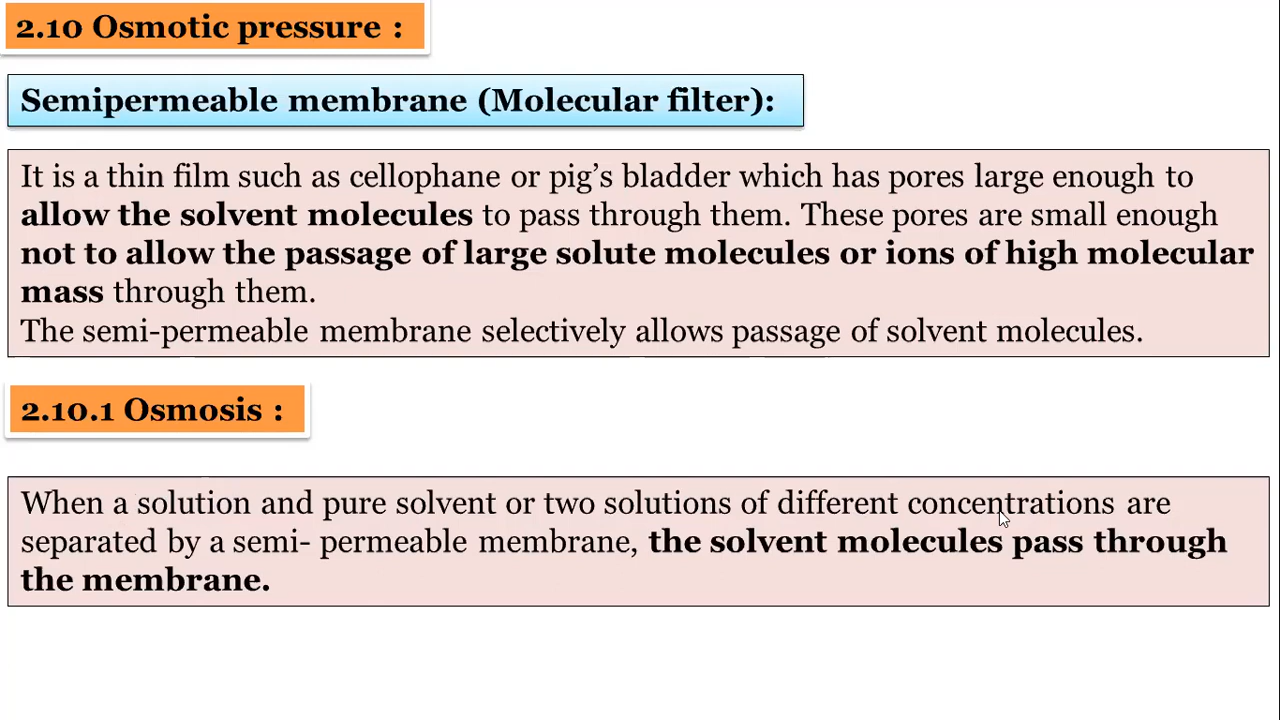 2.10 Osmotic pressure :
Semipermeable membrane (Molecular filter):
It is a thin film such as cellophane or pig’s bladder which has pores large enough to
allow the solvent molecules to pass through them. These pores are small enough
not to allow the passage of large solute molecules or ions of high molecular
mass through them.
The semi-permeable membrane selectively allows passage of solvent molecules.
2.10.1 Osmosis :
When a solution and pure solvent or two solutions of different concentrations are
separated by a semi- permeable membrane, the solvent molecules pass through
the membrane.